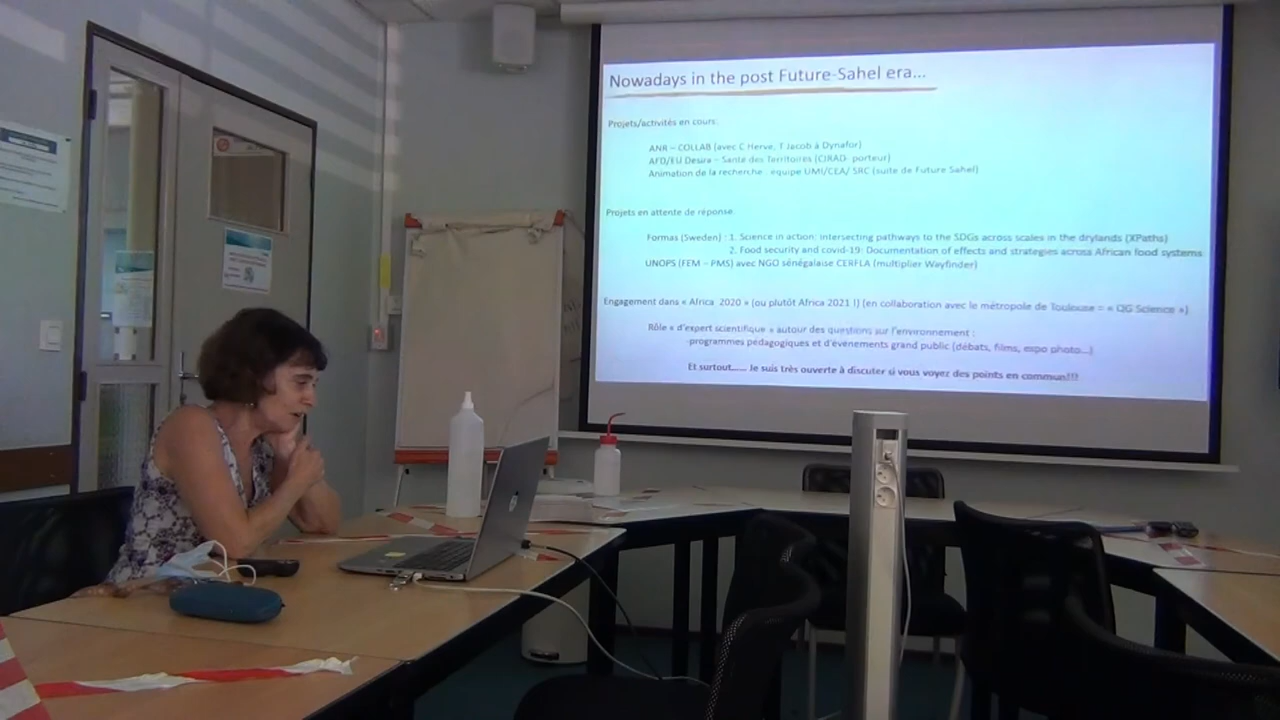 Nowadays in the post Future-Sahel era...
Projets/activités en cours:
ANR – COLLAB (avec C Herve, T Jacob à Dynafor)
AFD/EU Desira – Santé des Territoires (CIRAD- porteur)
Animation de la recherche : équipe UMI/CEA/ SRC (suite de Future Sahel)
Projets en attente de réponse:
Formas (Sweden) : 1. Science in action: intersecting pathways to the SDGs across scales in the drylands (XPaths)
2. Food security and covid-19: Documentation of effects and strategies across African food systems
UNOPS (FEM – PMS) avec NGO sénégalaise CERFLA (multiplier Wayfinder)
Engagement dans « Africa 2020 » (ou plutôt Africa 2021 !) (en collaboration avec le métropole de Toulouse = « QG Science »)
Rôle « d'expert scientifique » autour des questions sur l'environnement :
-programmes pédagogiques et d'évènements grand public (débats, films, expo photo...)
Et surtout...... Je suis très ouverte à discuter si vous voyez des points en commun!!!